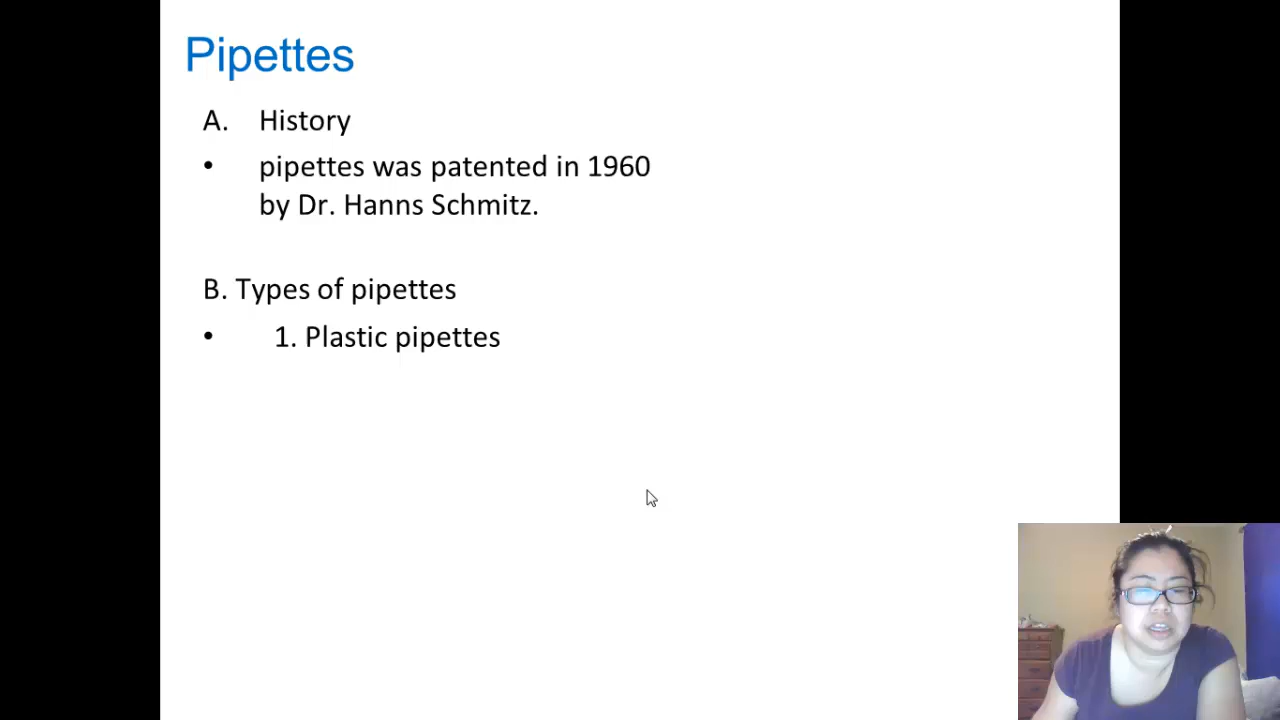 Pipettes
A. History
• pipettes was patented in 1960
by Dr. Hanns Schmitz.
B. Types of pipettes
• 1. Plastic pipettes